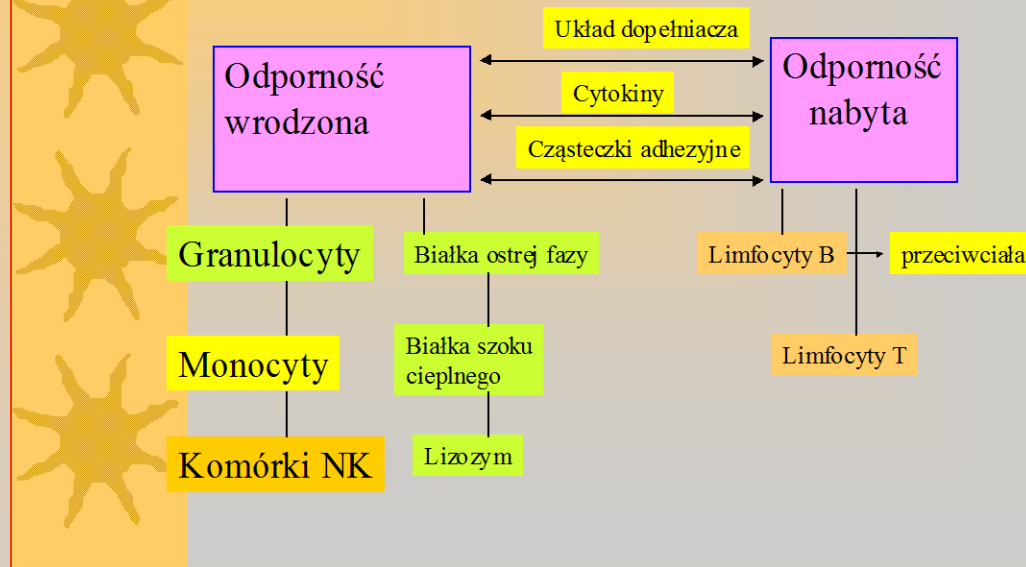 Układ dopełniacza
Odporność
wrodzona
Odporność
nabyta
Cytokiny
Cząsteczki adhezyjne
Granulocyty
Białka ostrej fazy
Limfocyty B
przeciwciała
Monocyty
Białka szoku
cieplnego
Limfocyty T
Komórki NK
Lizozym